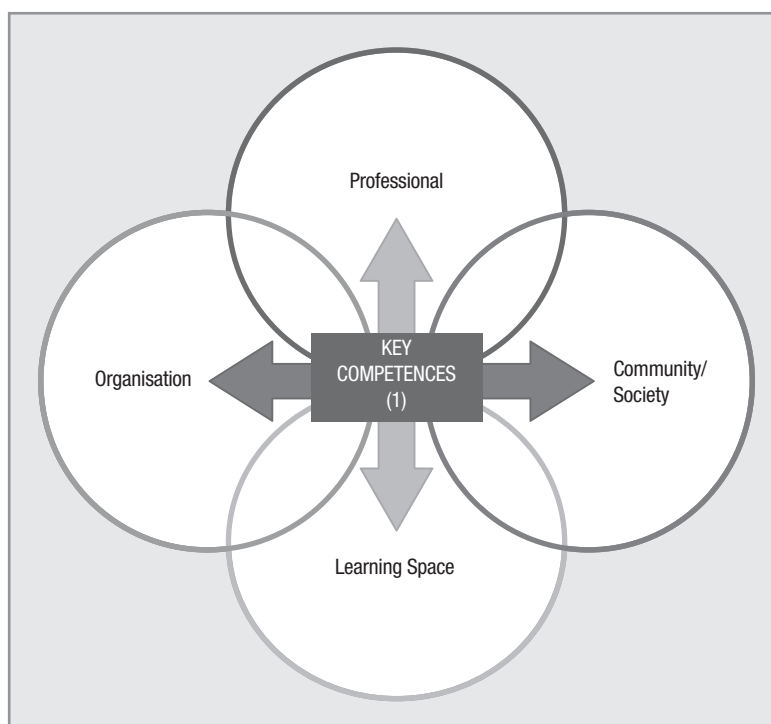 Professional
Organisation
KEY
COMPETENCES
(1)
Community/
Society
Learning Space